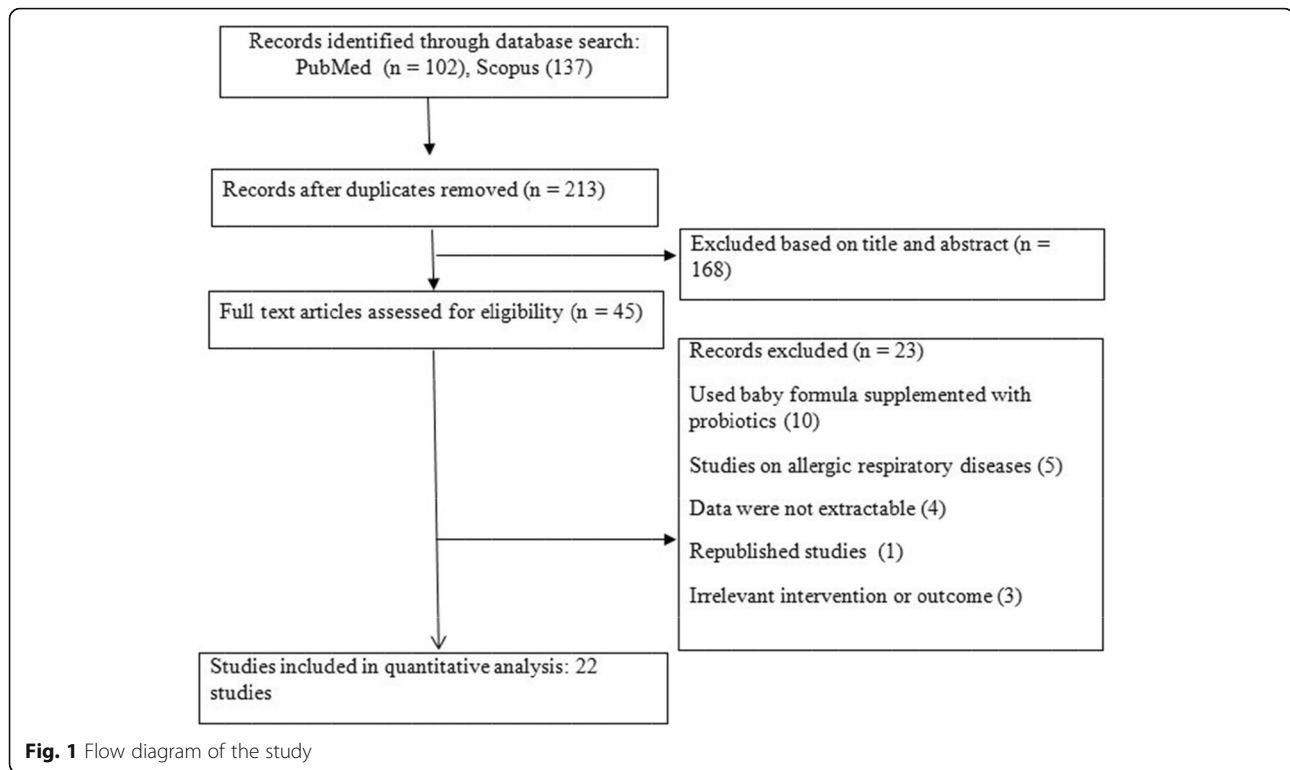 Records identified through database search:
PubMed (n = 102), Scopus (137)
Records after duplicates removed (n = 213)
Excluded based on title and abstract (n =
168)
Full text articles assessed for eligibility (n = 45)
Records excluded (n = 23)
Used baby formula supplemented with
probiotics (10)
Studies on allergic respiratory diseases (5)
Data were not extractable (4)
Republished studies (1)
Irrelevant intervention or outcome (3)
Studies included in quantitative analysis: 22
studies
Fig. 1 Flow diagram of the study